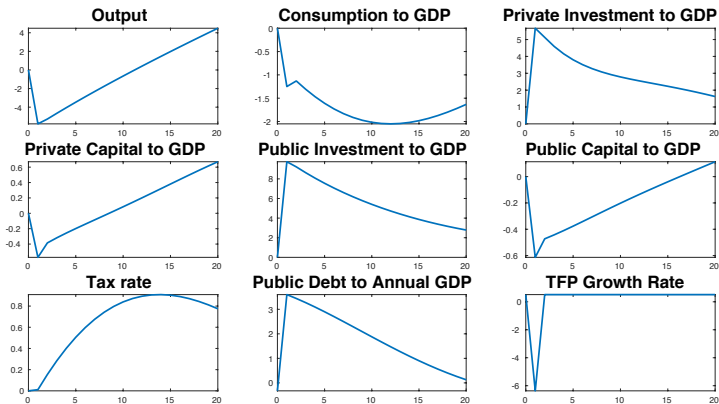 Output
Consumption to GDP
Private Investment to GDP
4
2
0
-2
-4
0 5 10 15 20
0
-0.5
-1
-1.5
-2
0 5 10 15 20
5
4
3
2
1
0
0 5 10 15 20
Private Capital to GDP
Public Investment to GDP
Public Capital to GDP
0.6
0.4
0.2
0
-0.2
-0.4
0 5 10 15 20
8
6
4
2
0
0 5 10 15 20
0
-0.2
-0.4
-0.6
0 5 10 15 20
Tax rate
Public Debt to Annual GDP
TFP Growth Rate
0.8
0.6
0.4
0.2
0
0 5 10 15 20
3
2
1
0
0 5 10 15 20
0
-2
-4
-6
0 5 10 15 20